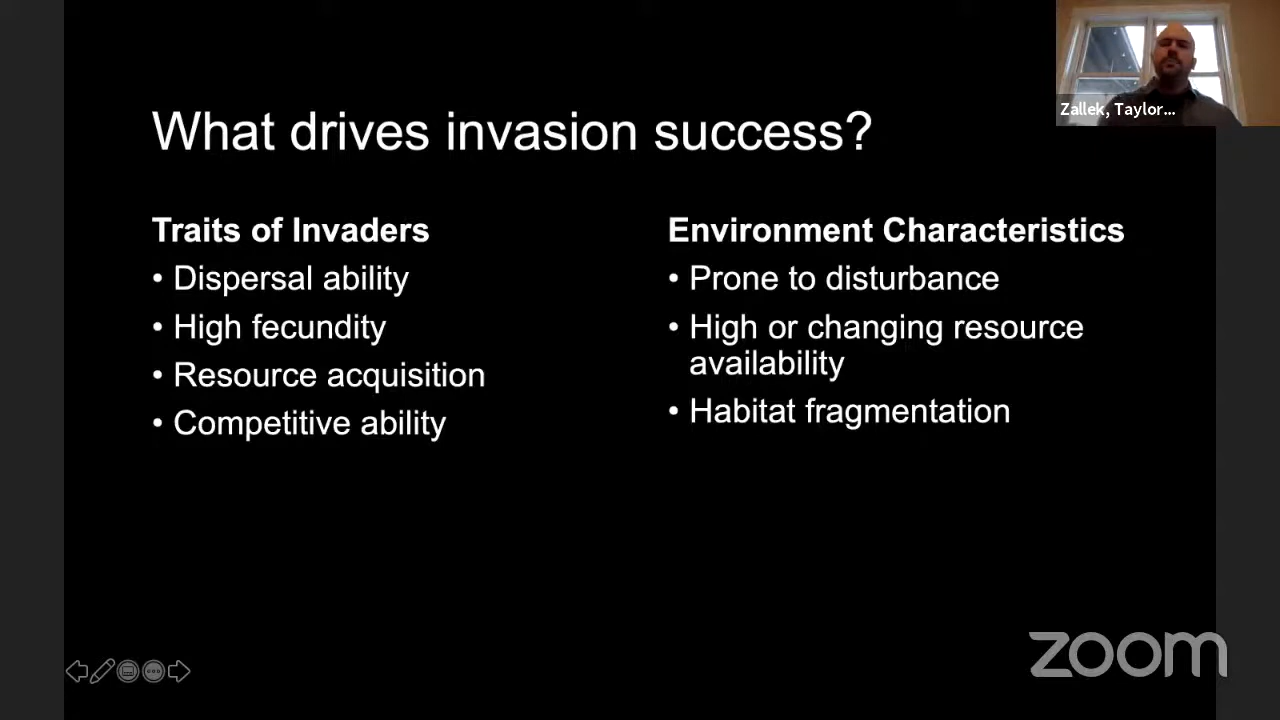 Zallek, Taylor...
What drives invasion success?
Traits of Invaders
• Dispersal ability
• High fecundity
• Resource acquisition
• Competitive ability
Environment Characteristics
• Prone to disturbance
• High or changing resource
availability
• Habitat fragmentation
zoom